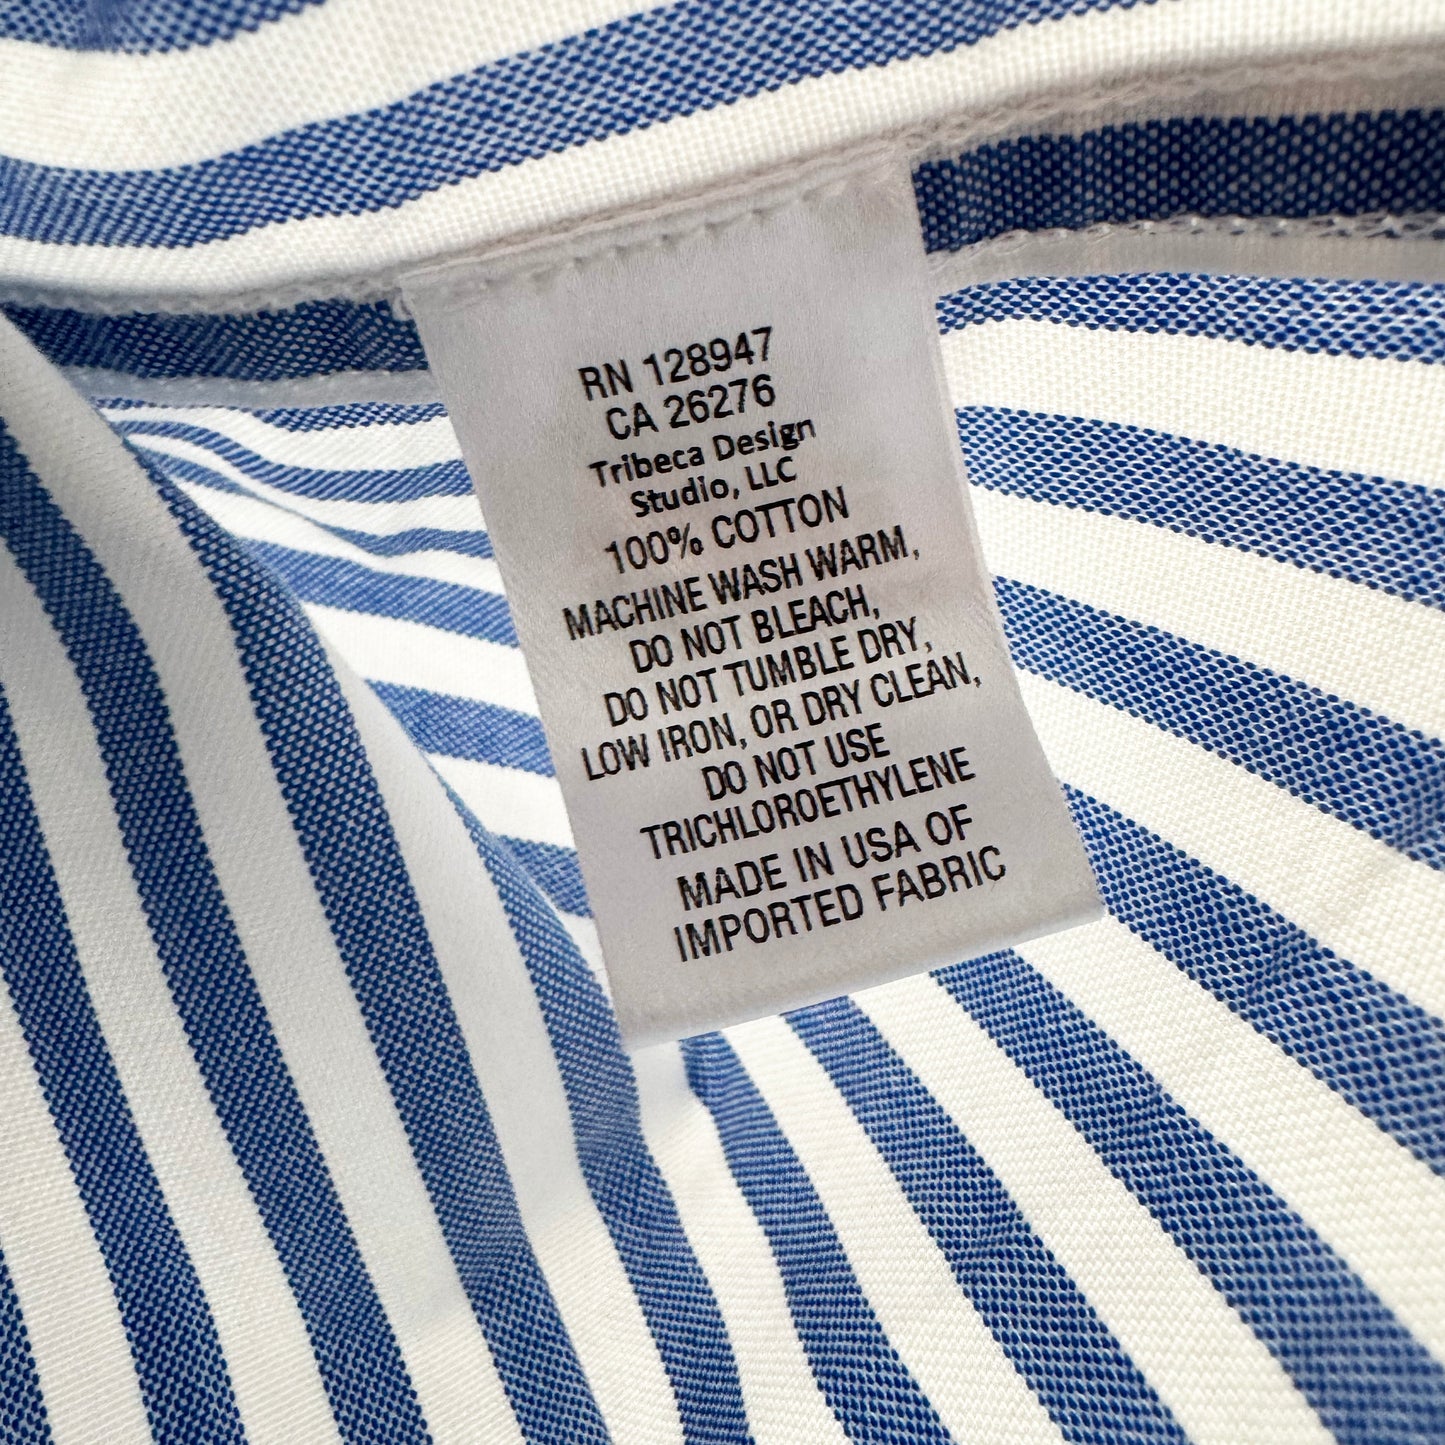 RN 128947
CA 26276
Tribeca Design
Studio, LLC
100% COTTON
MACHINE WASH WARM,
DO NOT BLEACH,
DO NOT TUMBLE DRY,
LOW IRON, OR DRY CLEAN,
DO NOT USE
TRICHLOROETHYLENE
MADE IN USA OF
IMPORTED FABRIC